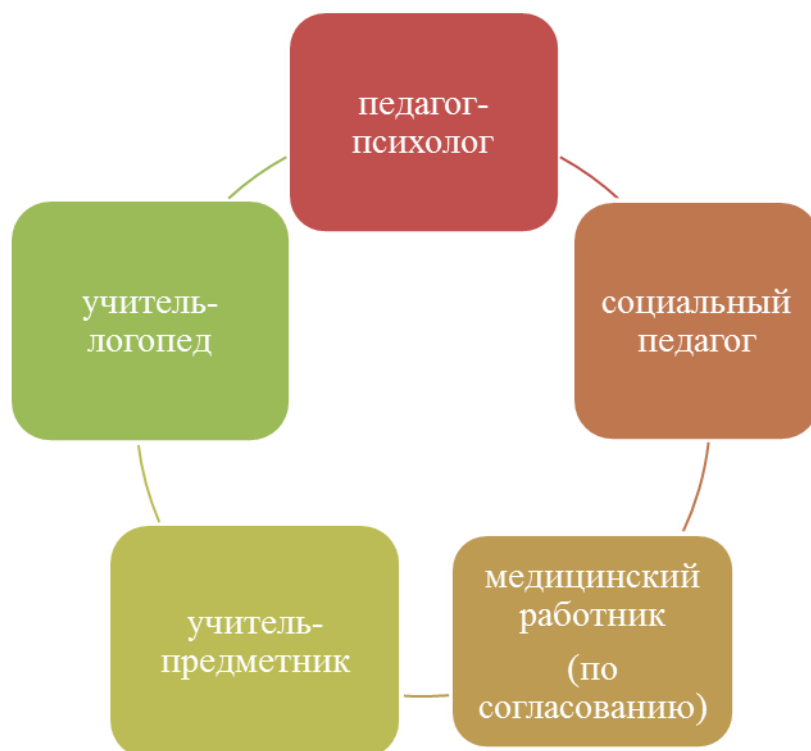 педагог-
психолог
социальный
педагог
медицинский
работник
(по
согласованию)
учитель-
предметник
учитель-
логопед